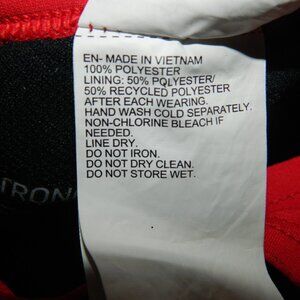 EN- MADE IN VIETNAM
100% POLYESTER
LINING: 50% POLYESTER/
50% RECYCLED POLYESTER
AFTER EACH WEARING.
HAND WASH COLD SEPARATELY.
NON-CHLORINE BLEACH IF
NEEDED.
LINE DRY.
DO NOT IRON.
DO NOT DRY CLEAN.
DO NOT STORE WET.
TRON